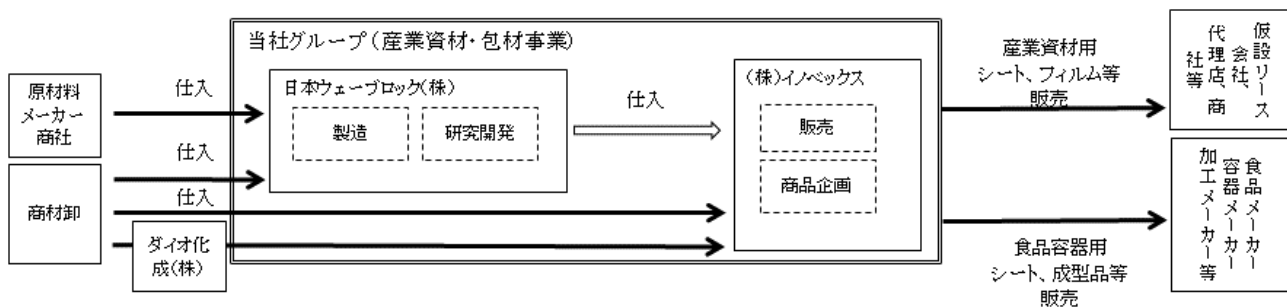 当社グループ(産業資材・包材事業)
原材料
メーカー
商社
商材卸
仕入
仕入
仕入
ダイオ化
成(株)
日本ウェーブロック(株)
製造
研究開発
仕入
(株)イノベックス
販売
商品企画
産業資材用
シート、フィルム等
販売
食品容器用
シート、成型品等
販売
仮設リース
会社、
代理店、商
社等
食品メーカー
容器メーカー
加工メーカー等